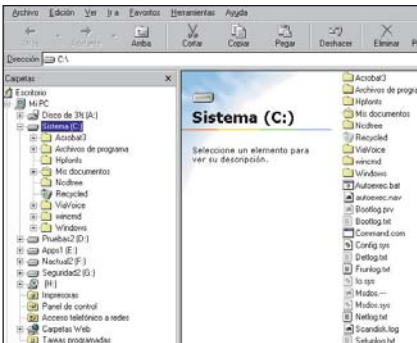 Archivo Edición Ver Ir a Favoritos Herramientas Ayuda
Arriba Cortar Copiar Pegar Deshacer Eliminar
Dirección C:\
Carpetas x
Escritorio
Mi PC
Disco de 3½ (A:)
Sistema (C:)
Acrobat3
Archivos de programa
Hpfonts
Mis documentos
Ncdtree
Recycled
ViaVoice
wincmd
Windows
Pruebas2 (D:)
Apps1 (E:)
Nactual2 (F:)
Seguridad2 (G:)
(H:)
Impresoras
Panel de control
Acceso telefónico a redes
Carpetas Web
Tareas programadas
Sistema (C:)
Seleccione un elemento para
ver su descripción.
Acrobat3
Archivos de progra
Hpfonts
Mis documentos
Ncdtree
Recycled
ViaVoice
wincmd
Windows
Autoexec.bat
autoexec.nav
Bootlog.prv
Bootlog.txt
Command.com
Config.sys
Detlog.txt
Frunlog.txt
Io.sys
Msdos.---
Msdos.sys
Netlog.txt
Scandisk.log
Setuplog.txt